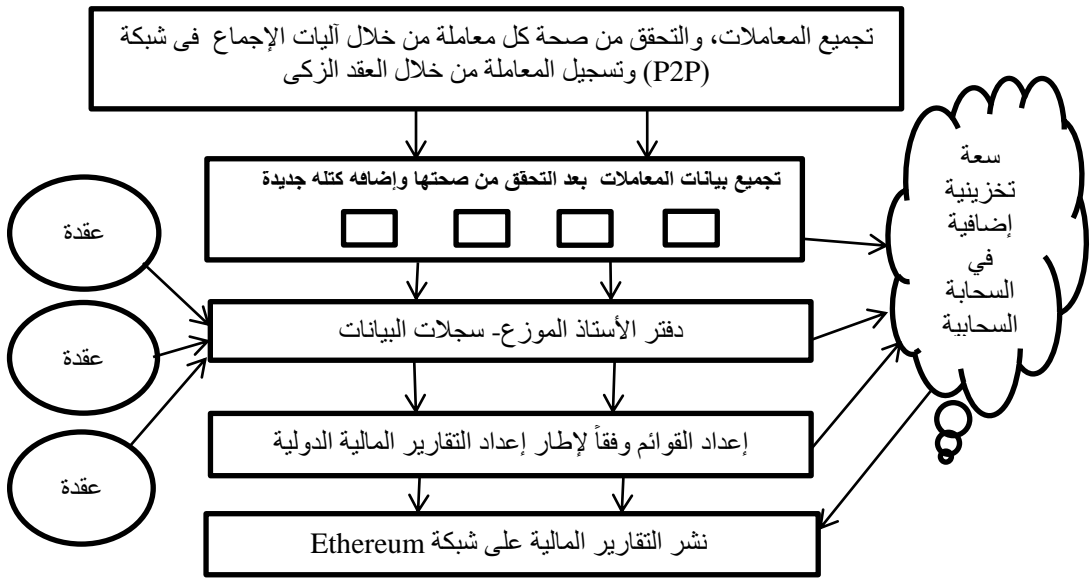 تجميع المعاملات، والتحقق من صحة كل معاملة من خلال آليات الإجماع فى شبكة
(P2P) وتسجيل المعاملة من خلال العقد الزكى
تجميع بيانات المعاملات بعد التحقق من صحتها وإضافه كتله جديدة
دفتر الأستاذ الموزع- سجلات البيانات
إعداد القوائم وفقاً لإطار إعداد التقارير المالية الدولية
نشر التقارير المالية على شبكة Ethereum
سعة
تخزينية
إضافية
في
السحابة
السحابية
عقدة
عقدة
عقدة